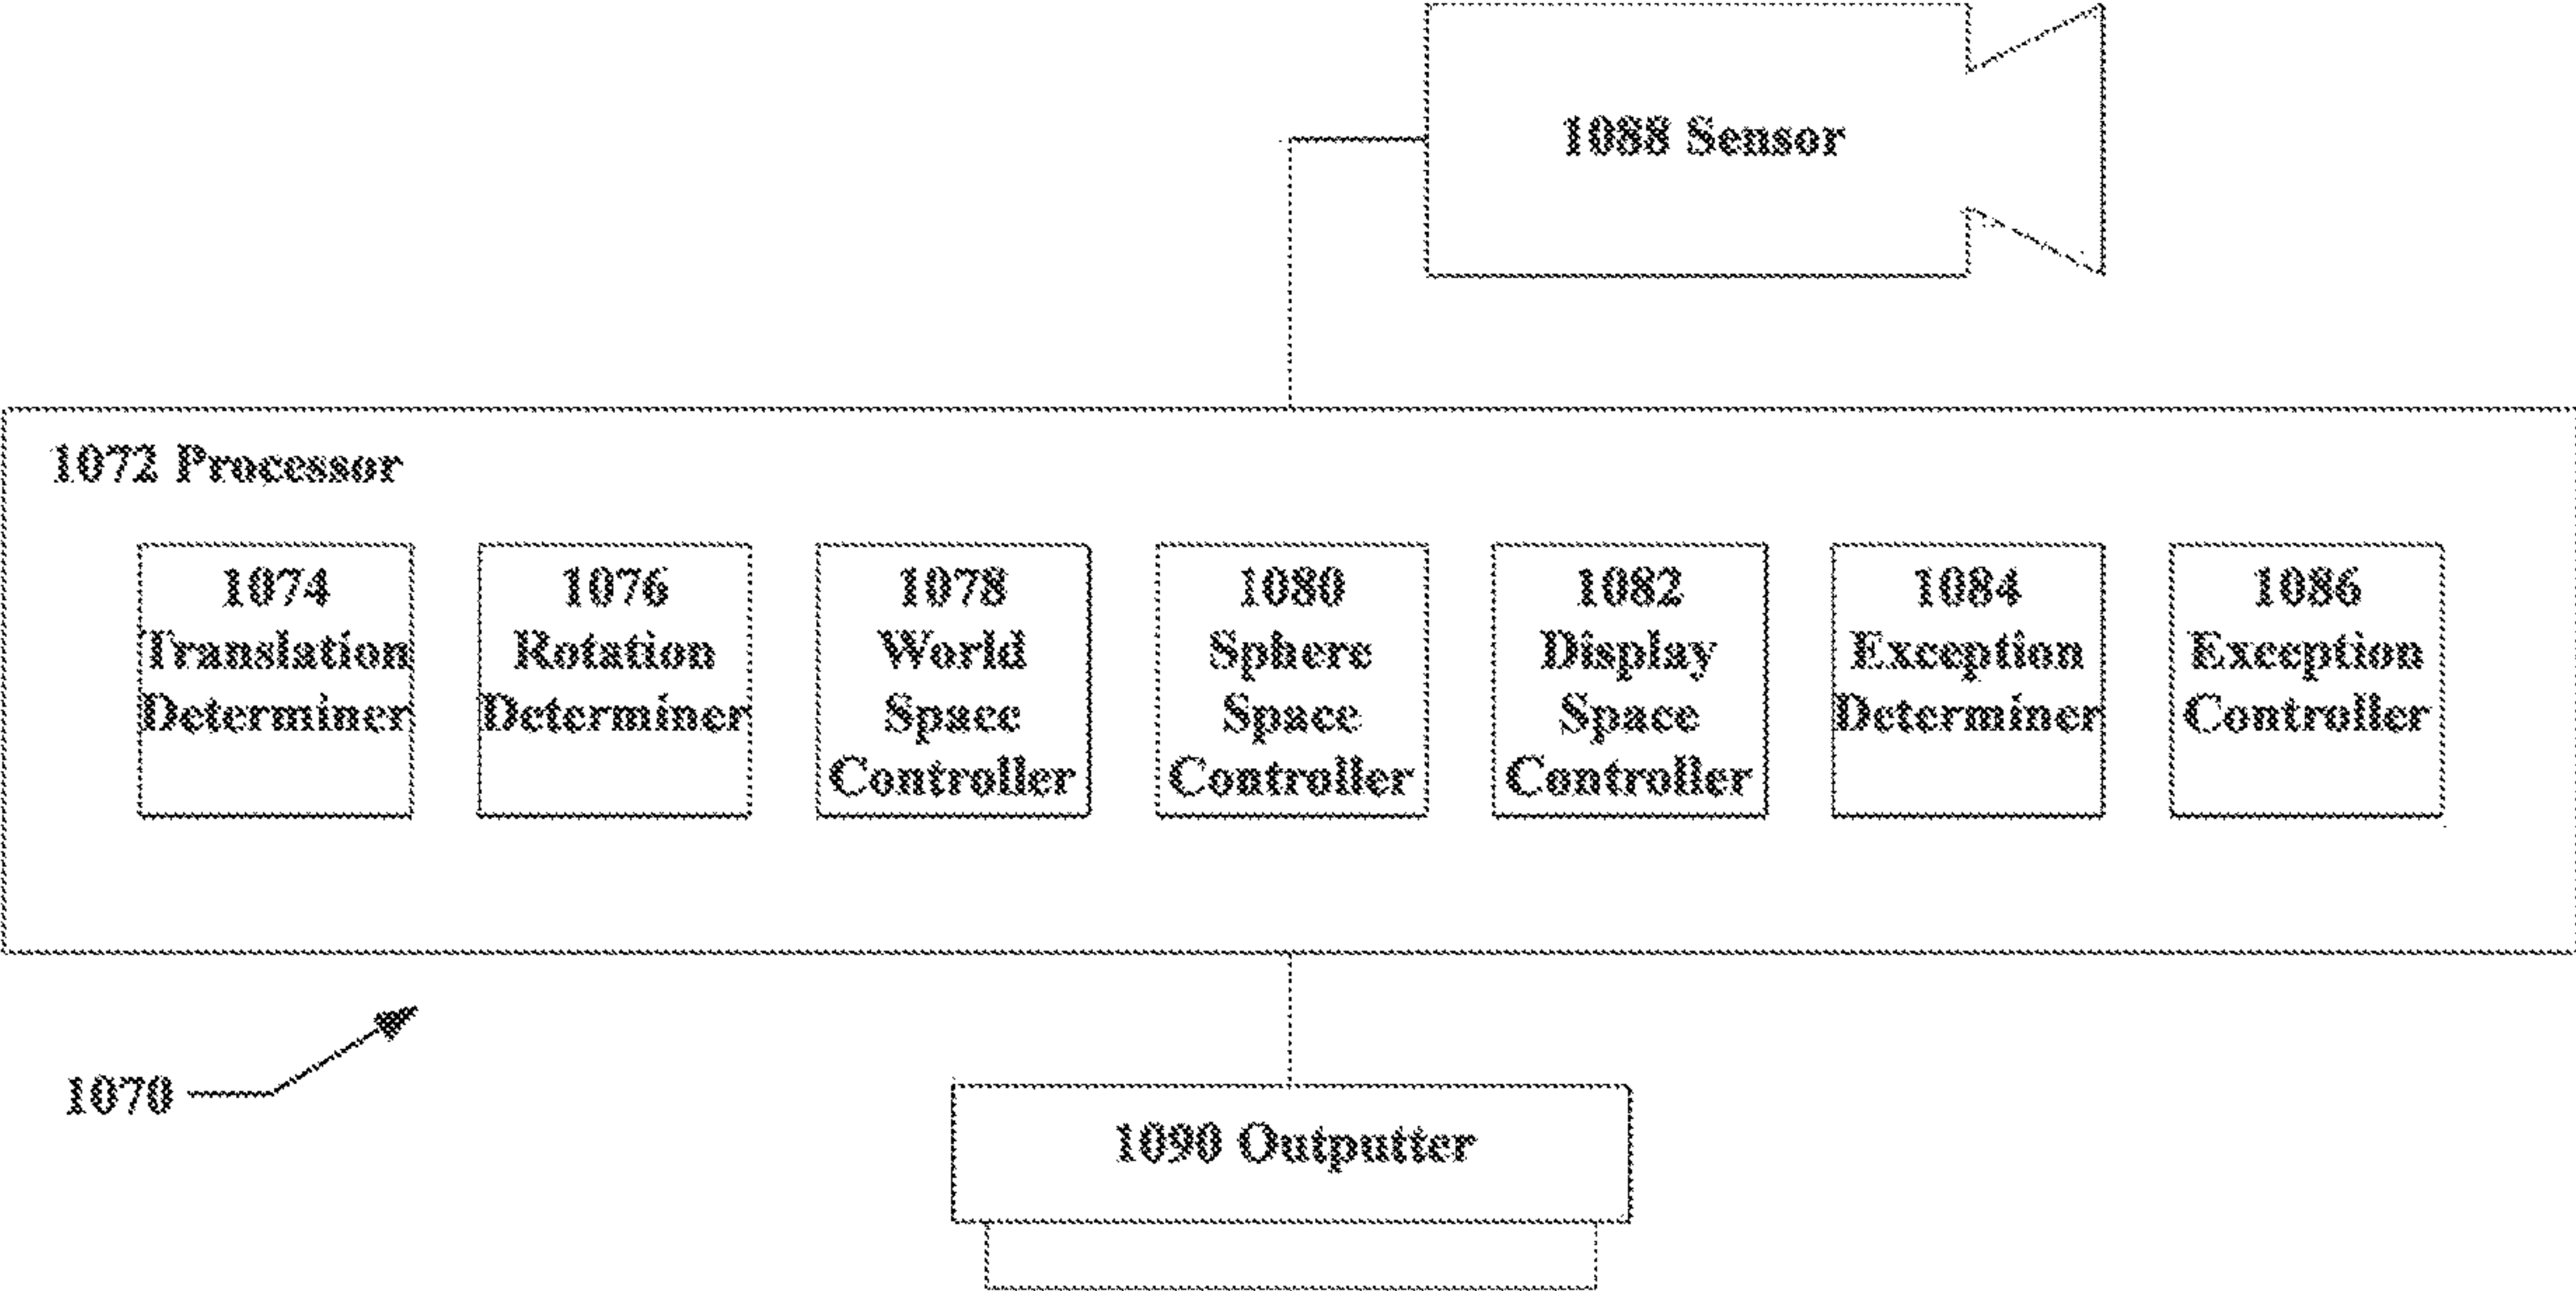 1088 Sensor
1072 Processor
1074
Translation
Determiner
1076
Rotation
Determiner
1078
World
Space
Controller
1080
Sphere
Space
Controller
1082
Display
Space
Controller
1084
Exception
Determiner
1086
Exception
Controller
1070
1090 Outputter